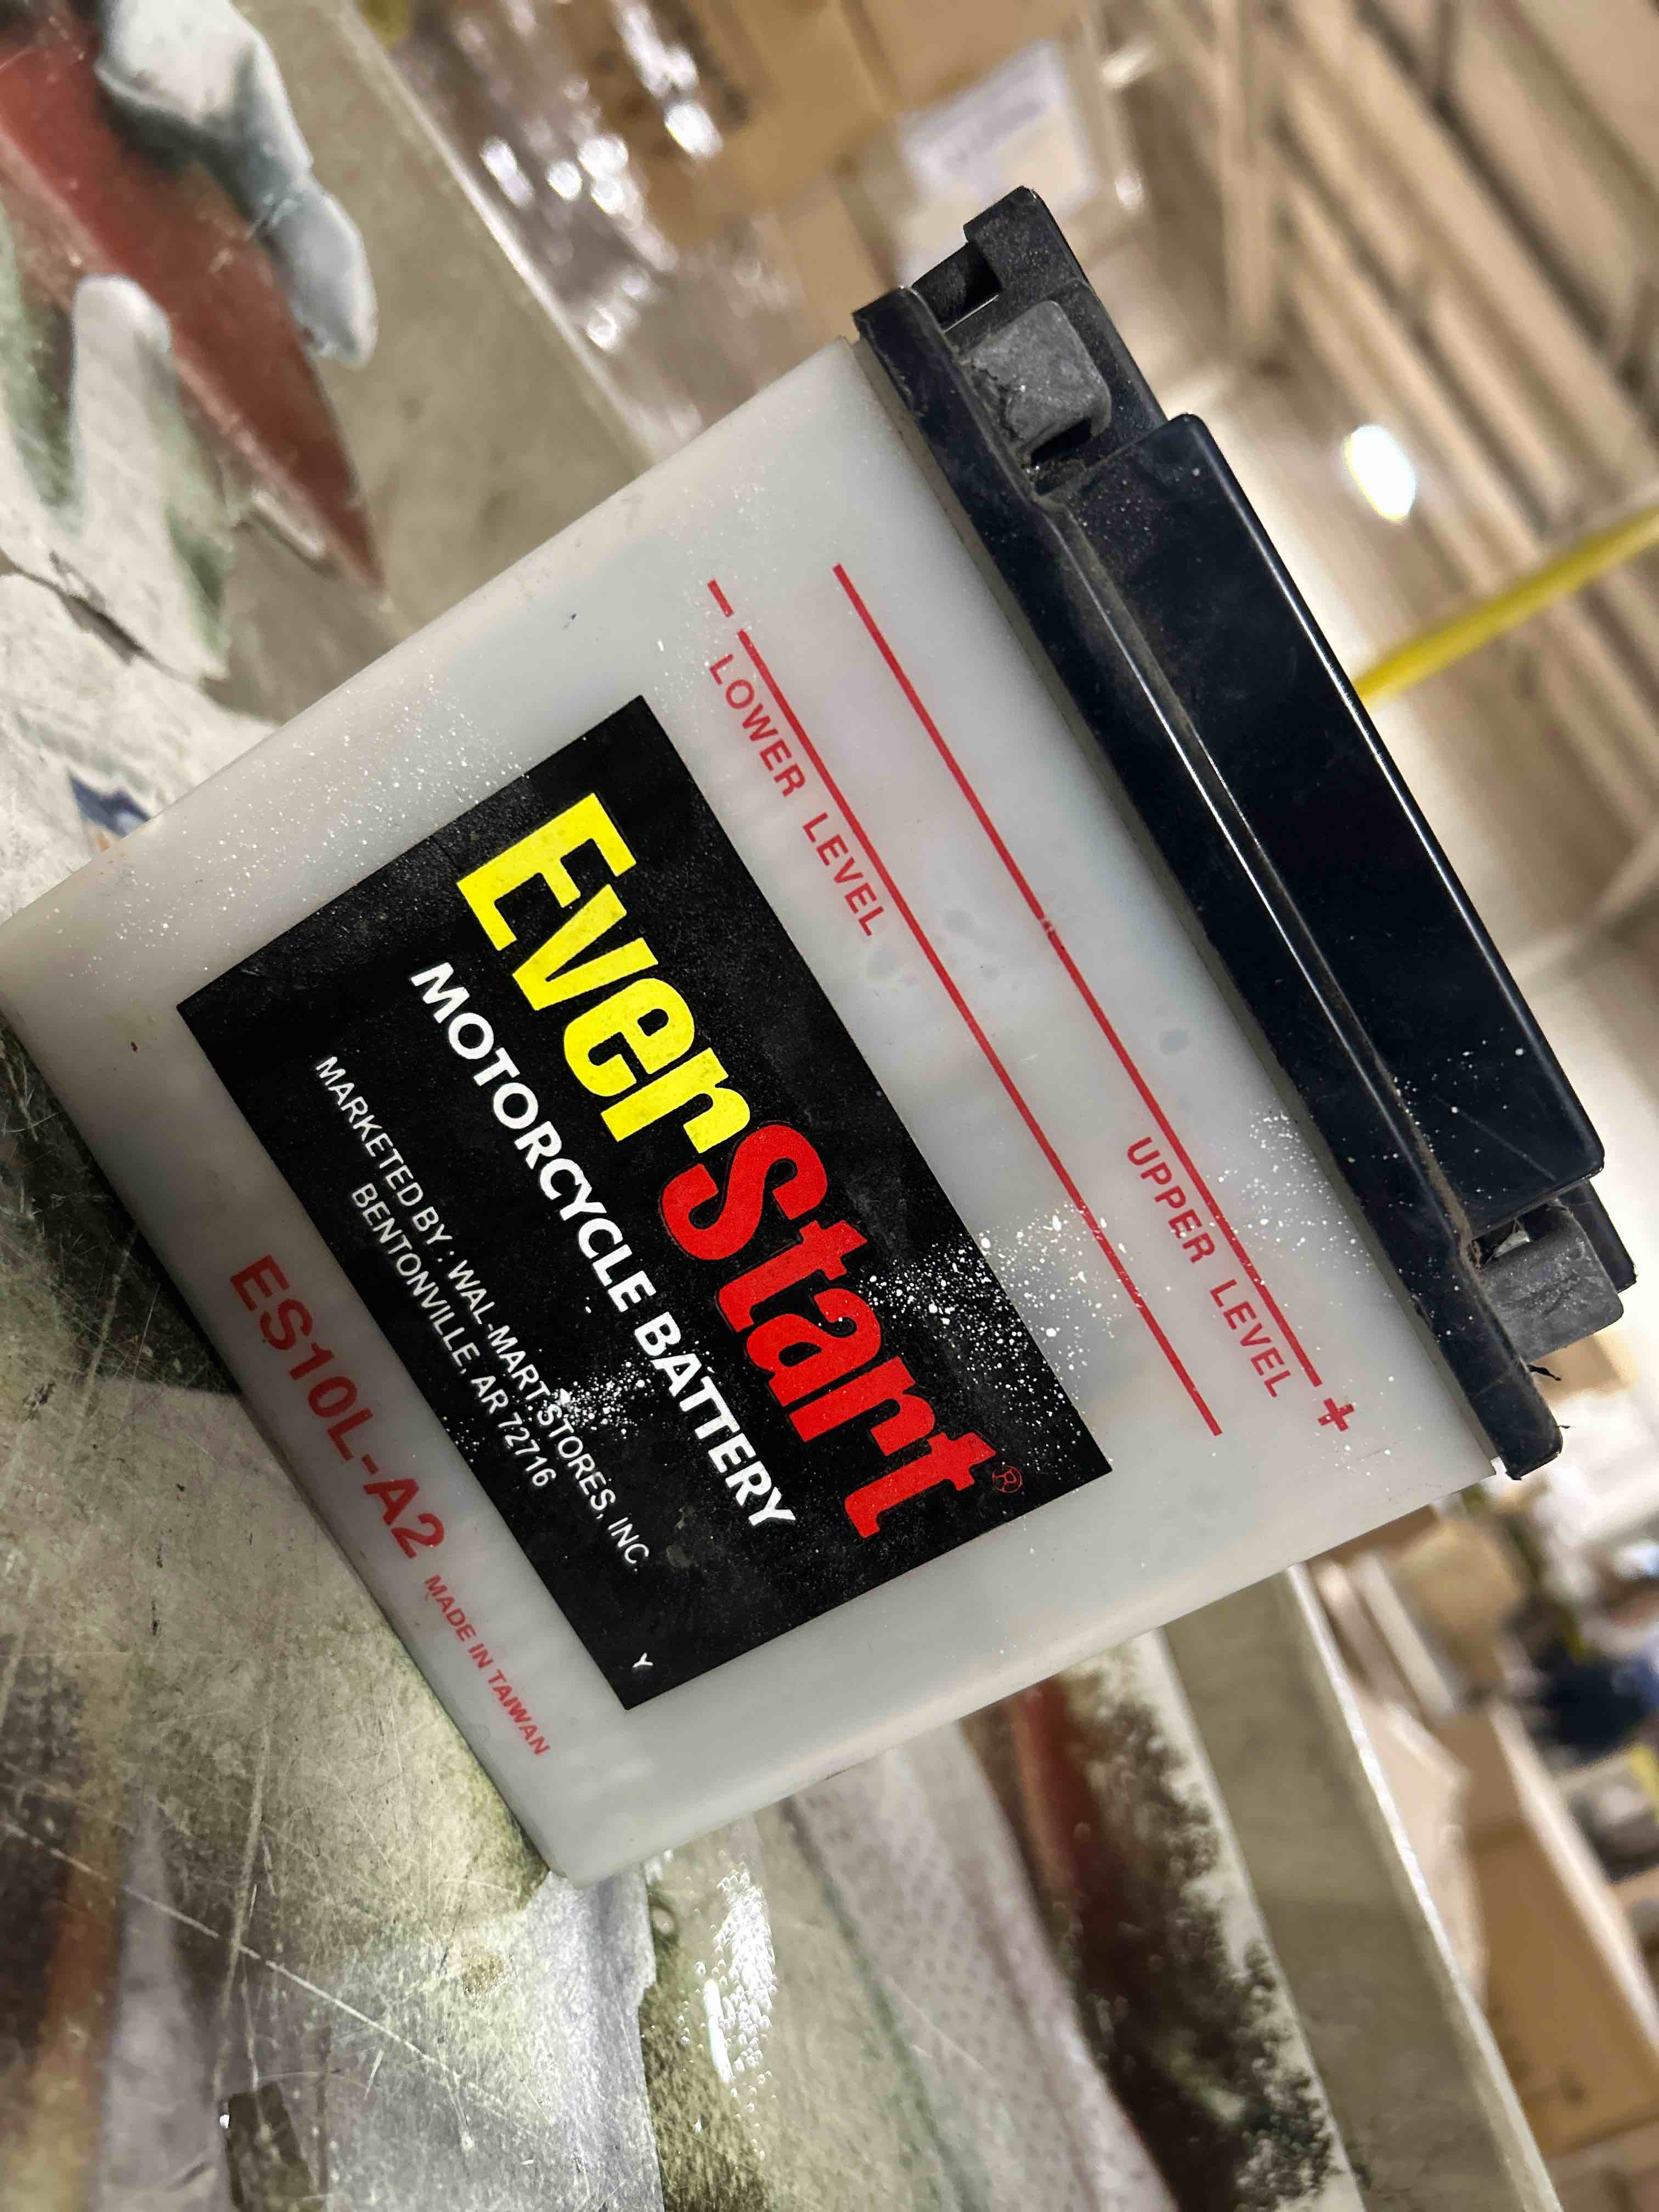 UPPER LEVEL
+
-
LOWER LEVEL
EverStart®
MOTORCYCLE BATTERY
MARKETED BY : WAL-MART STORES, INC.
BENTONVILLE, AR 72716
Y
ES10L-A2 MADE IN TAIWAN